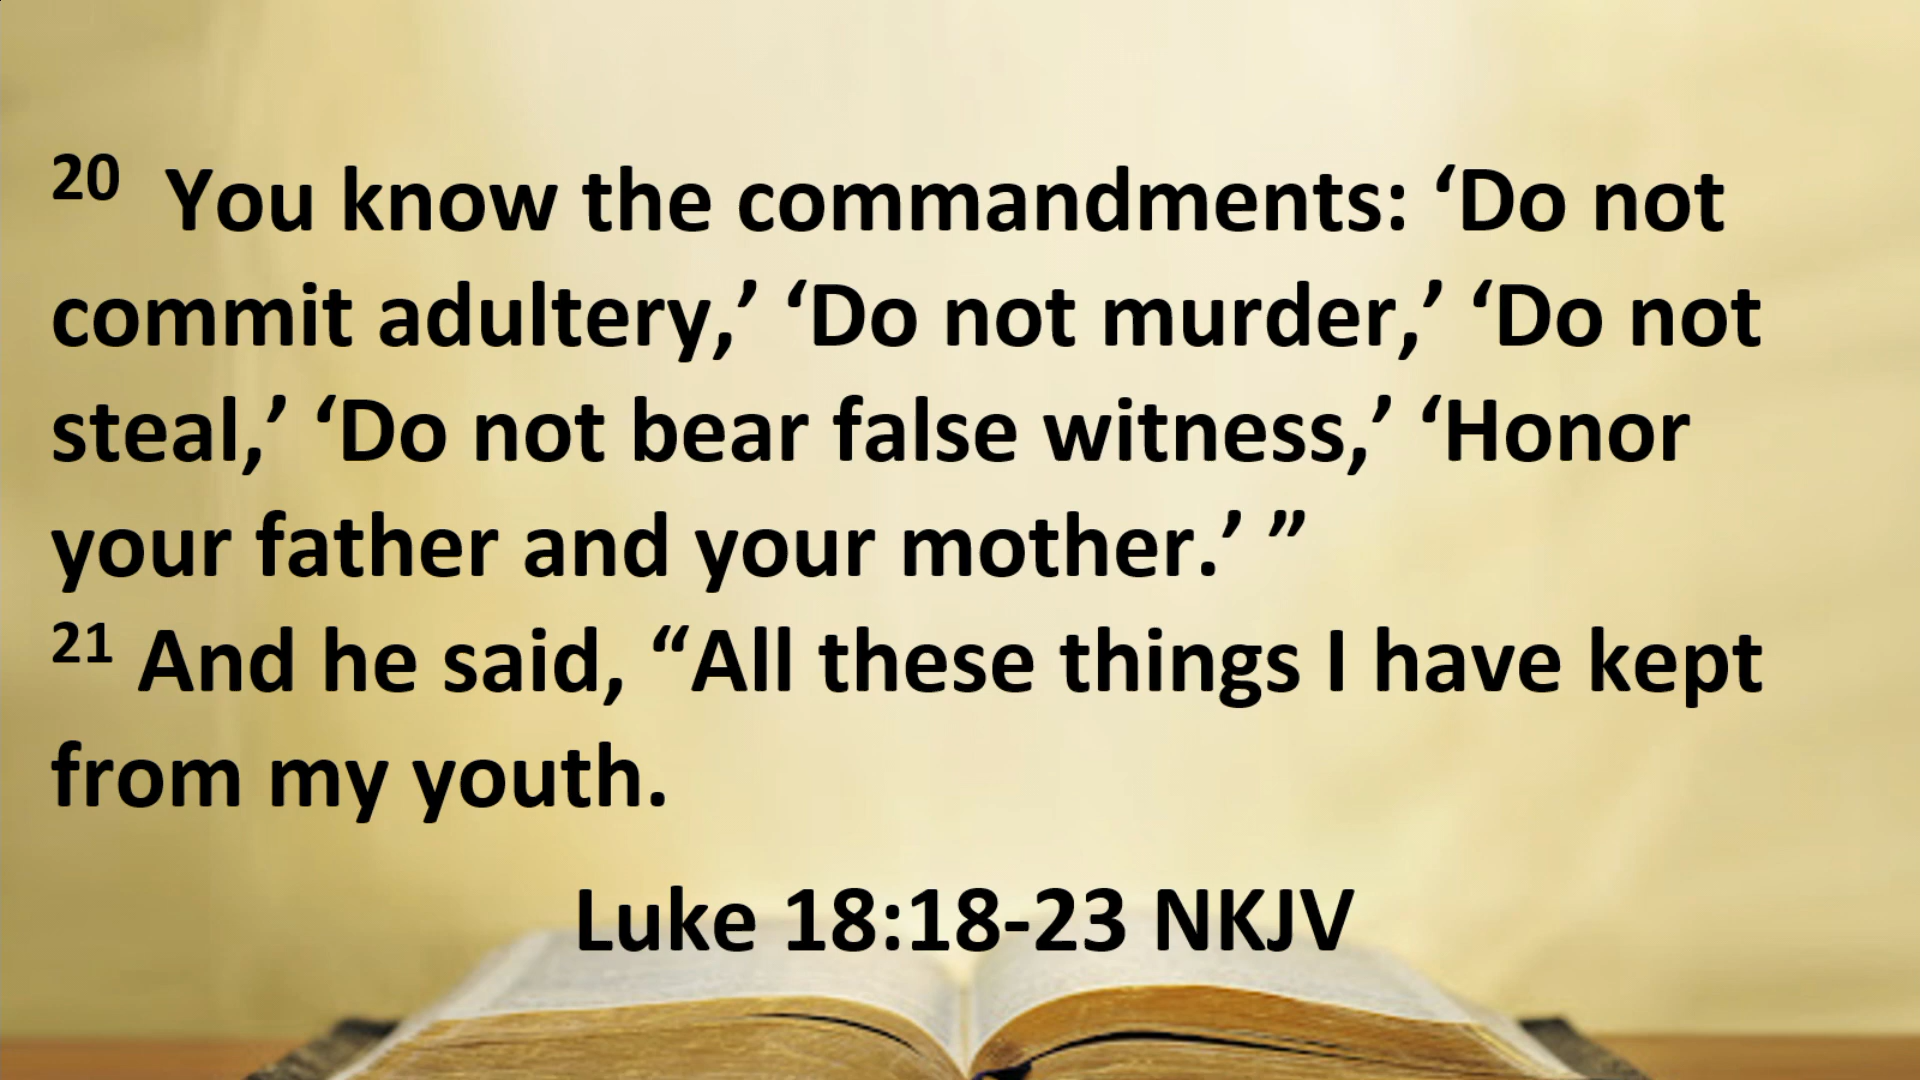 20 You know the commandments: ‘Do not
commit adultery,’ ‘Do not murder,’ ‘Do not
steal,’ ‘Do not bear false witness,’ ‘Honor
your father and your mother.’ ”
21 And he said, “All these things I have kept
from my youth.
Luke 18:18-23 NKJV